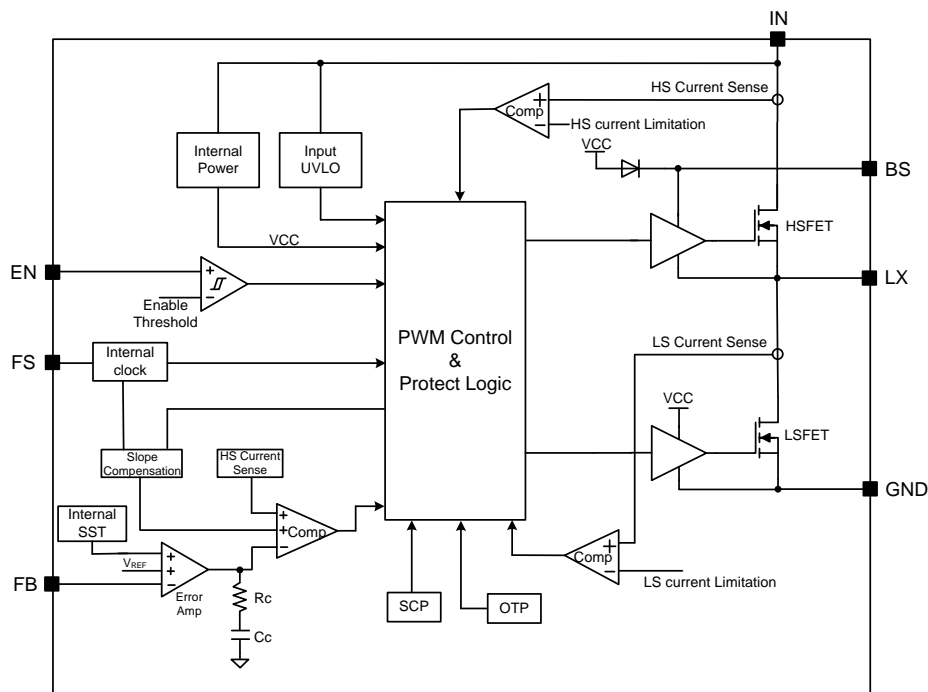 IN
HS Current Sense
+
Comp
−
HS current Limitation
Internal
Power
Input
UVLO
VCC
BS
HSFET
VCC
EN
+
−
Enable
Threshold
LX
PWM Control
&
Protect Logic
FS
Internal
clock
LS Current Sense
VCC
LSFET
Slope
Compensation
HS Current
Sense
GND
Internal
SST
+
+
Comp
−
+
Comp
−
VREF
+
+
−
FB
Error
Amp
Rc
Cc
SCP
OTP
LS current Limitation